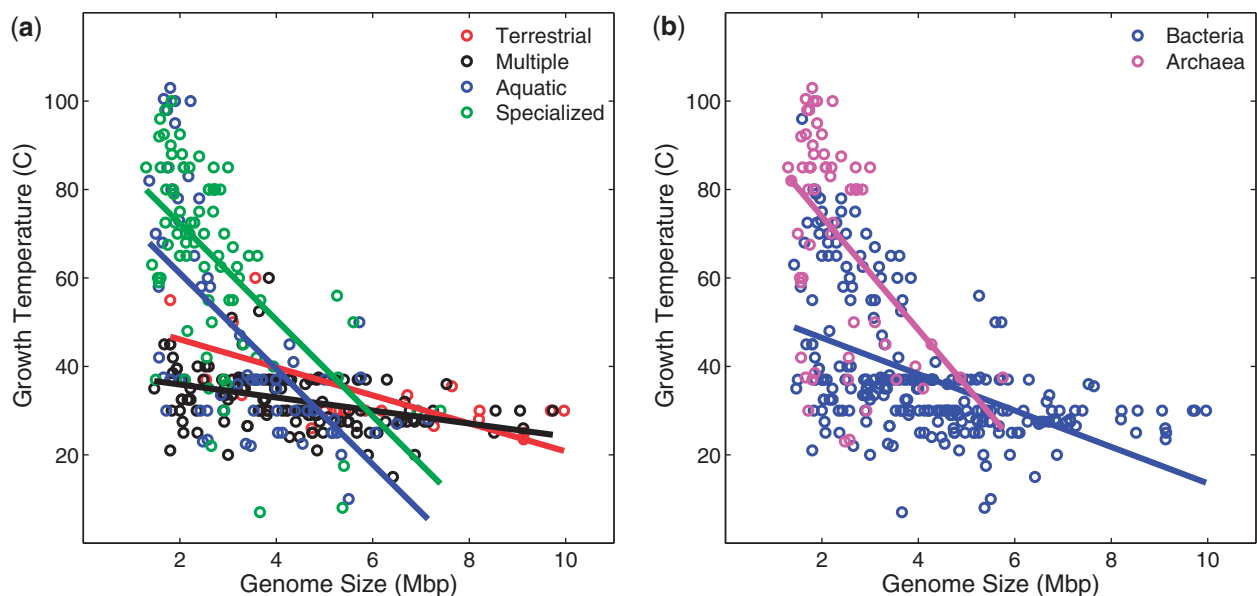 (a)
Terrestrial
Multiple
Aquatic
Specialized
100
80
60
40
20
2 4 6 8 10
Growth Temperature (C)
Genome Size (Mbp)
(b)
Bacteria
Archaea
100
80
60
40
20
2 4 6 8 10
Growth Temperature (C)
Genome Size (Mbp)